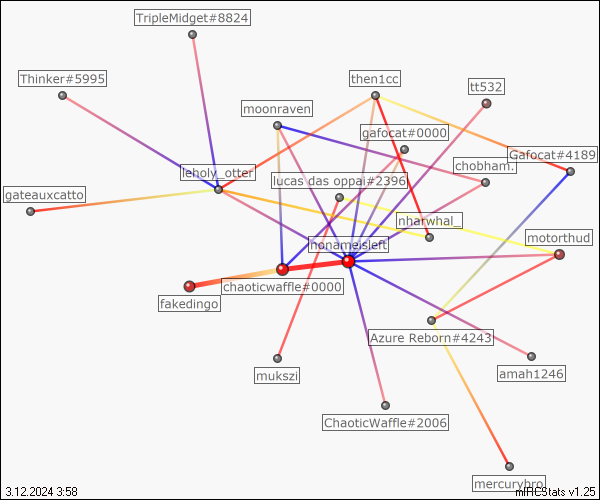 TripleMidget#8824
Thinker#5995
then1cc
tt532
moonraven
gafocat#0000
Gafocat#4189
chobham.
leholy_otter
lucas das oppai#2396
gateauxcatto
nharwhal_
motorthud
nonameisleft
chaoticwaffle#0000
fakedingo
Azure Reborn#4243
mukszi
amah1246
ChaoticWaffle#2006
mercurybro
3.12.2024 3:58
mIRCStats v1.25